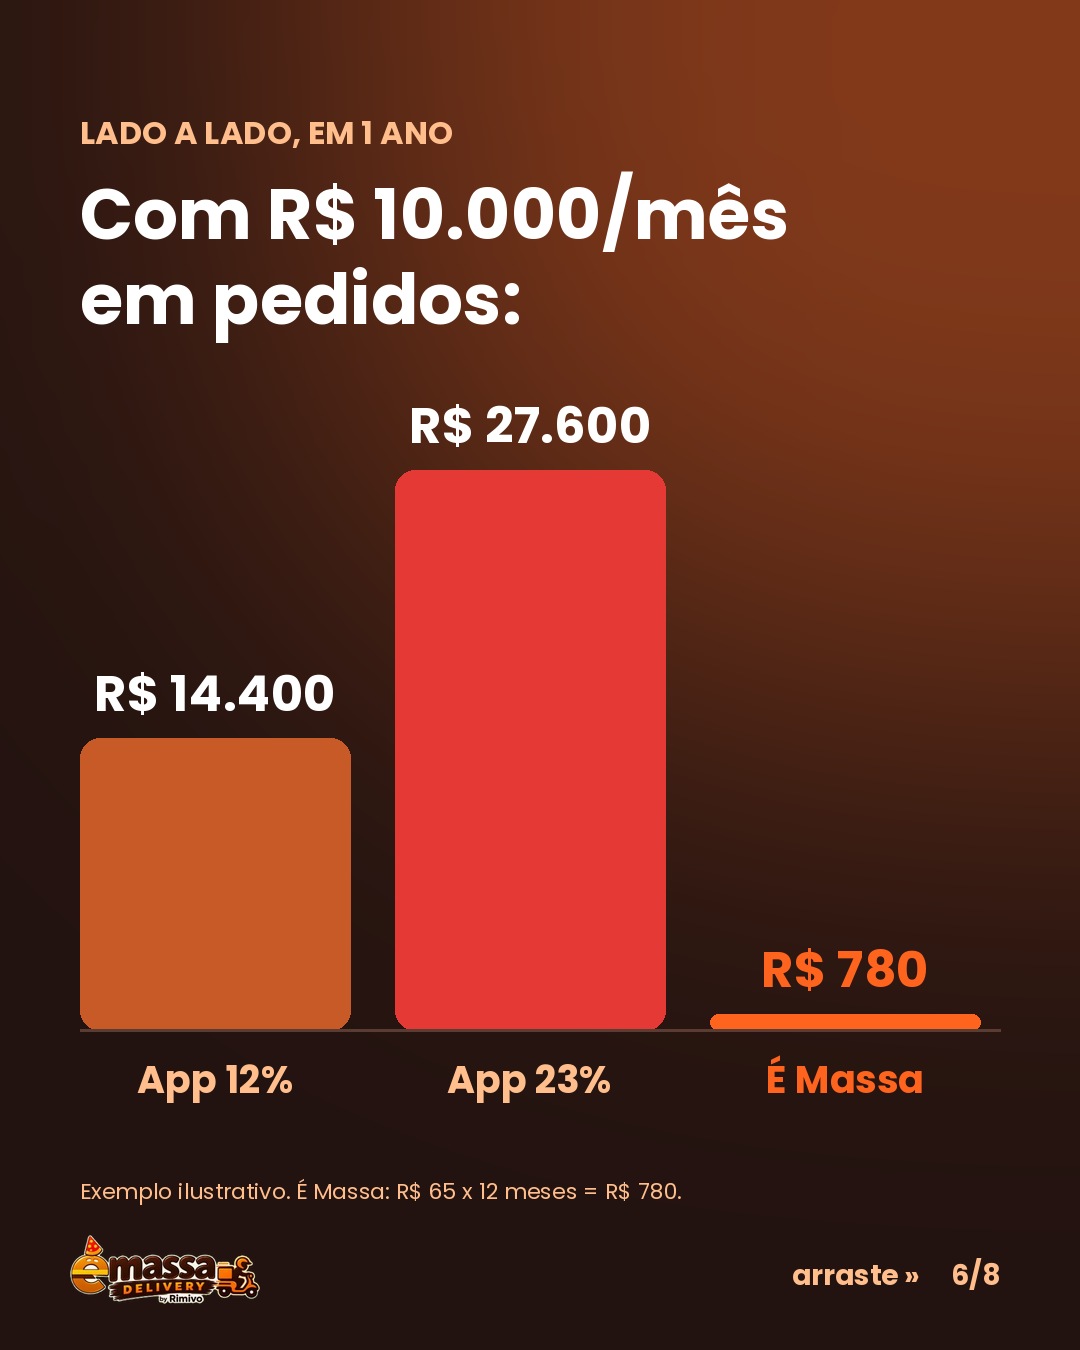 LADO A LADO, EM 1 ANO
Com R$ 10.000/mês
em pedidos:
R$ 27.600
R$ 14.400
R$ 780
App 12%
App 23%
É Massa
Exemplo ilustrativo. É Massa: R$ 65 x 12 meses = R$ 780.
é massa
DELIVERY
by Rimivo
arraste » 6/8